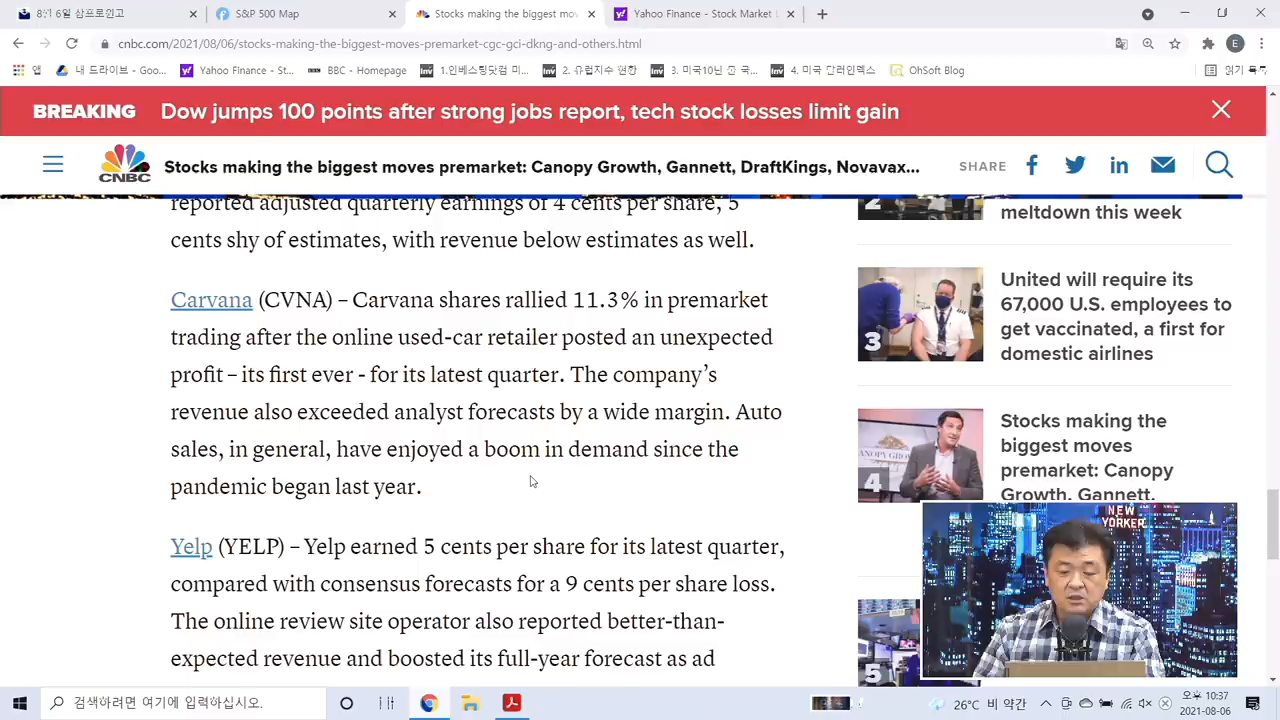 8월 6일 삼프로원고
S&P 500 Map
Stocks making the biggest mov
Yahoo Finance - Stock Market L
cnbc.com/2021/08/06/stocks-making-the-biggest-moves-premarket-cgc-gci-dkng-and-others.html
E
앱
내 드라이브 - Goo...
Yahoo Finance - St...
BBC - Homepage
1.인베스팅닷컴 미...
2. 유럽지수 현황
3. 미국10년 만 국...
4. 미국 달러인덱스
OhSoft Blog
읽기 목록
BREAKING Dow jumps 100 points after strong jobs report, tech stock losses limit gain
CNBC
Stocks making the biggest moves premarket: Canopy Growth, Gannett, DraftKings, Novavax...
SHARE
reported adjusted quarterly earnings of 4 cents per share, 5
cents shy of estimates, with revenue below estimates as well.
Carvana (CVNA) – Carvana shares rallied 11.3% in premarket
trading after the online used-car retailer posted an unexpected
profit – its first ever - for its latest quarter. The company’s
revenue also exceeded analyst forecasts by a wide margin. Auto
sales, in general, have enjoyed a boom in demand since the
pandemic began last year.
Yelp (YELP) – Yelp earned 5 cents per share for its latest quarter,
compared with consensus forecasts for a 9 cents per share loss.
The online review site operator also reported better-than-
expected revenue and boosted its full-year forecast as ad
2
meltdown this week
3
United will require its
67,000 U.S. employees to
get vaccinated, a first for
domestic airlines
4
Stocks making the
biggest moves
premarket: Canopy
Growth, Gannett,
5
NEW
YORKER
검색하려면 여기에 입력하십시오.
26°C 비 약간
오후 10:37
2021-08-06